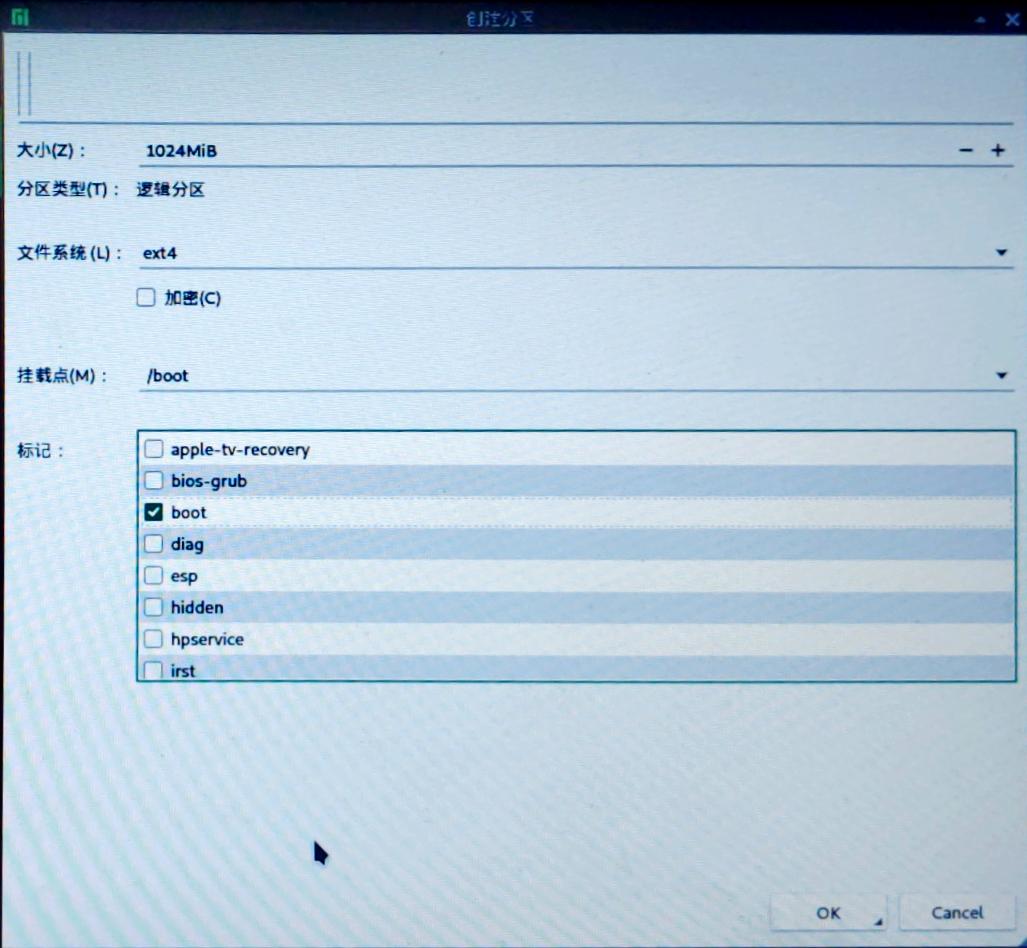 创建分区
大小(Z)： 1024MiB
分区类型(T)： 逻辑分区
文件系统(L)： ext4
加密(C)
挂载点(M)： /boot
标记：
apple-tv-recovery
bios-grub
boot
diag
esp
hidden
hpservice
irst
OK Cancel